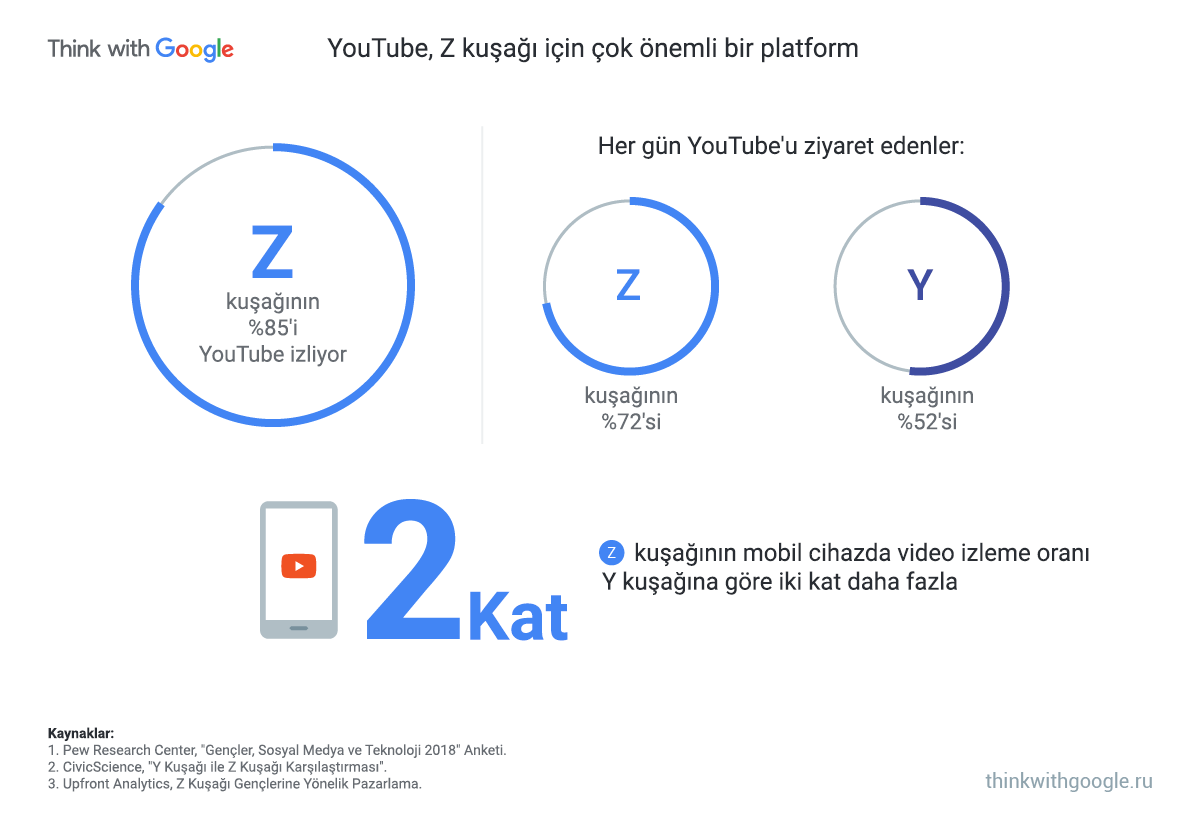 Think with Google
YouTube, Z kuşağı için çok önemli bir platform
Z
kuşağının
%85'i
YouTube izliyor
Her gün YouTube'u ziyaret edenler:
Z
kuşağının
%72'si
Y
kuşağının
%52'si
2 Kat
Z kuşağının mobil cihazda video izleme oranı
Y kuşağına göre iki kat daha fazla
Kaynaklar:
1. Pew Research Center, "Gençler, Sosyal Medya ve Teknoloji 2018" Anketi.
2. CivicScience, "Y Kuşağı ile Z Kuşağı Karşılaştırması".
3. Upfront Analytics, Z Kuşağı Gençlerine Yönelik Pazarlama.
thinkwithgoogle.ru